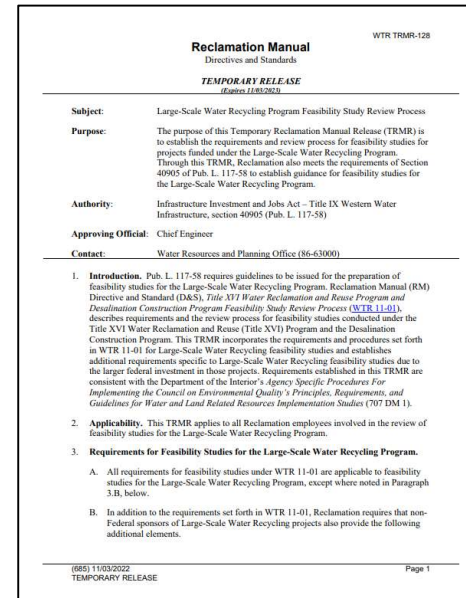 WTR TRMR-128
Reclamation Manual
Directives and Standards
TEMPORARY RELEASE
(Expires 11/03/2023)
Subject: Large-Scale Water Recycling Program Feasibility Study Review Process
Purpose: The purpose of this Temporary Reclamation Manual Release (TRMR) is
to establish the requirements and review process for feasibility studies for
projects funded under the Large-Scale Water Recycling Program.
Through this TRMR, Reclamation also meets the requirements of Section
40905 of Pub. L. 117-58 to establish guidance for feasibility studies for
the Large-Scale Water Recycling Program.
Authority: Infrastructure Investment and Jobs Act – Title IX Western Water
Infrastructure, section 40905 (Pub. L. 117-58)
Approving Official: Chief Engineer
Contact: Water Resources and Planning Office (86-63000)
1. Introduction. Pub. L. 117-58 requires guidelines to be issued for the preparation of
feasibility studies for the Large-Scale Water Recycling Program. Reclamation Manual (RM)
Directive and Standard (D&S), Title XVI Water Reclamation and Reuse Program and
Desalination Construction Program Feasibility Study Review Process (WTR 11-01),
describes requirements and the review process for feasibility studies conducted under the
Title XVI Water Reclamation and Reuse (Title XVI) Program and the Desalination
Construction Program. This TRMR incorporates the requirements and procedures set forth
in WTR 11-01 for Large-Scale Water Recycling feasibility studies and establishes
additional requirements specific to Large-Scale Water Recycling feasibility studies due to
the larger federal investment in those projects. Requirements established in this TRMR are
consistent with the Department of the Interior's Agency Specific Procedures For
Implementing the Council on Environmental Quality's Principles, Requirements, and
Guidelines for Water and Land Related Resources Implementation Studies (707 DM 1).
2. Applicability. This TRMR applies to all Reclamation employees involved in the review of
feasibility studies for the Large-Scale Water Recycling Program.
3. Requirements for Feasibility Studies for the Large-Scale Water Recycling Program.
A. All requirements for feasibility studies under WTR 11-01 are applicable to feasibility
studies for the Large-Scale Water Recycling Program, except where noted in Paragraph
3.B, below.
B. In addition to the requirements set forth in WTR 11-01, Reclamation requires that non-
Federal sponsors of Large-Scale Water Recycling projects also provide the following
additional elements.
(685) 11/03/2022 Page 1
TEMPORARY RELEASE